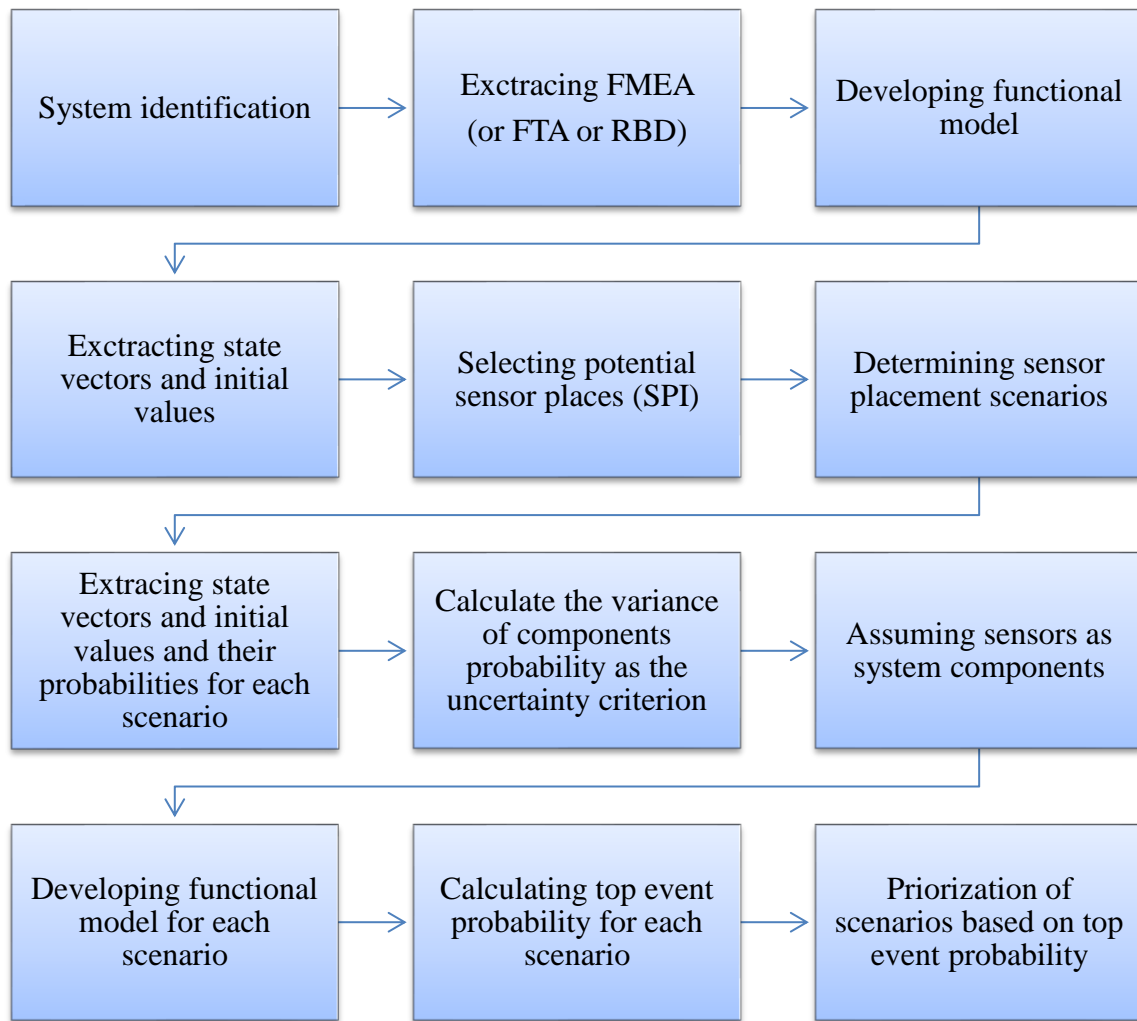 System identification
Exctracing FMEA
(or FTA or RBD)
Developing functional
model
Exctracting state
vectors and initial
values
Selecting potential
sensor places (SPI)
Determining sensor
placement scenarios
Extracing state
vectors and initial
values and their
probabilities for each
scenario
Calculate the variance
of components
probability as the
uncertainty criterion
Assuming sensors as
system components
Developing functional
model for each
scenario
Calculating top event
probability for each
scenario
Priorization of
scenarios based on top
event probability